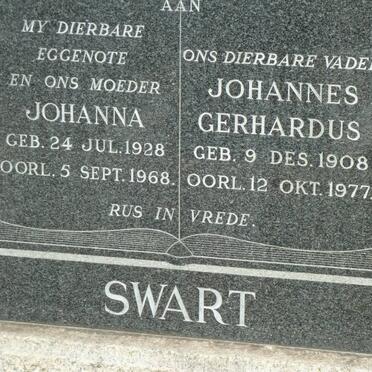 AAN
MY DIERBARE
EGGENOTE
EN ONS MOEDER
JOHANNA
GEB. 24 JUL. 1928
OORL. 5 SEPT. 1968.
ONS DIERBARE VADER
JOHANNES
GERHARDUS
GEB. 9 DES. 1908
OORL. 12 OKT. 1977.
RUS IN VREDE.
SWART